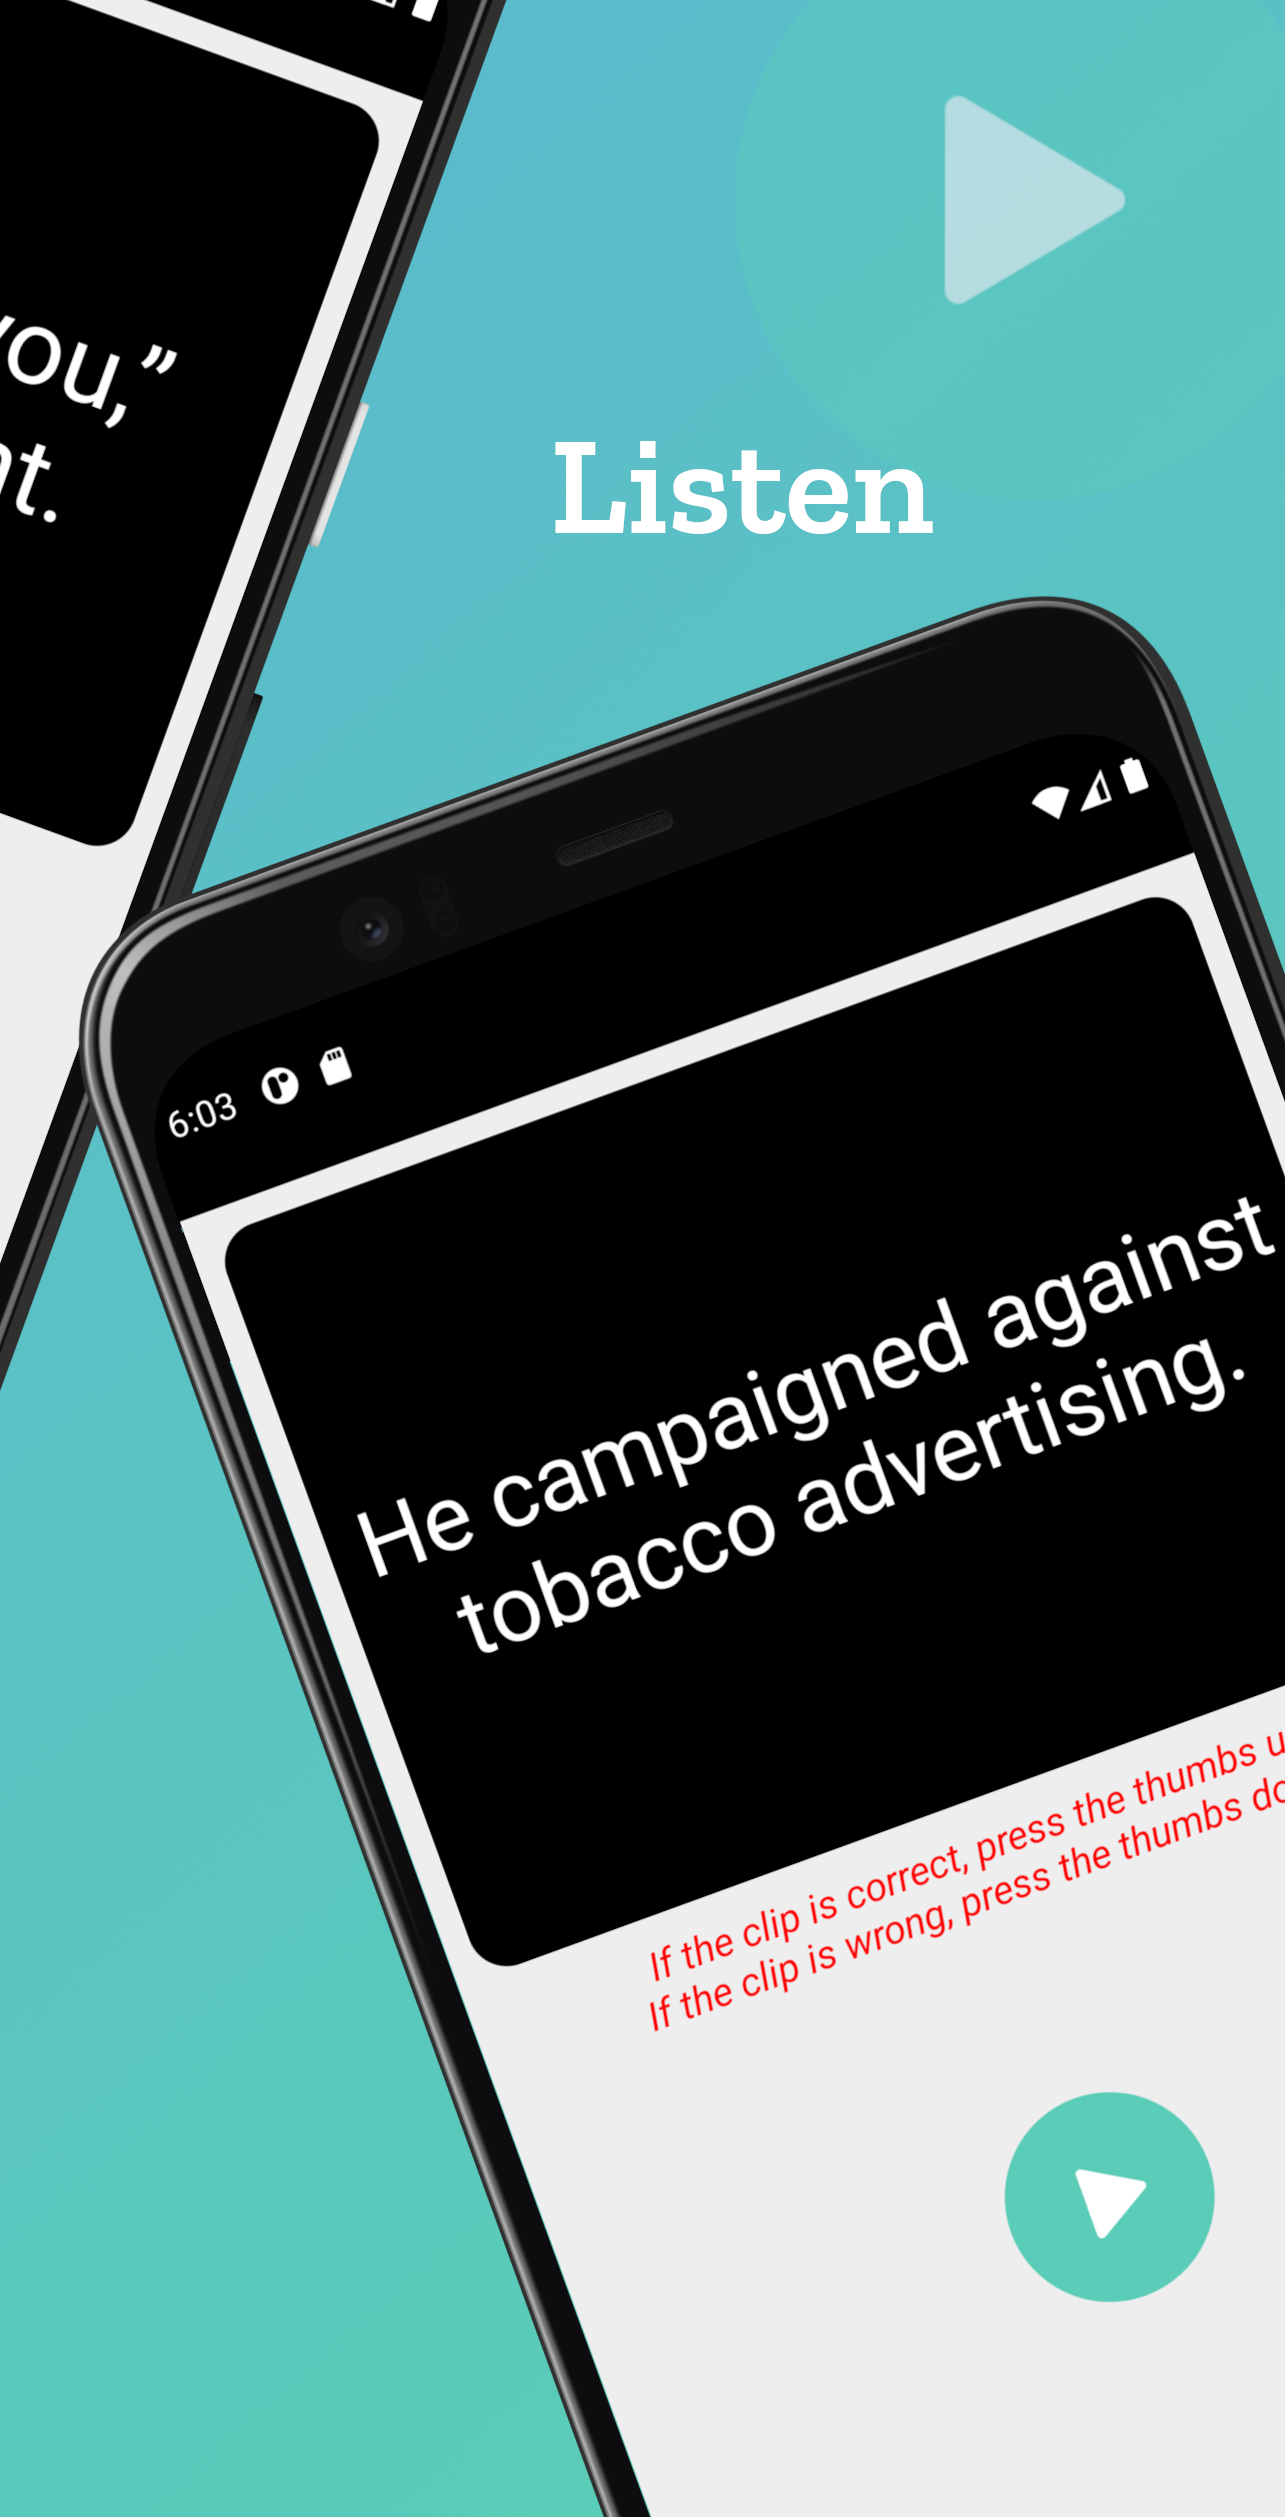 you,”
Listen
6:03
He campaigned against
tobacco advertising.
If the clip is correct, press the thumbs
If the clip is wrong, press the thumbs